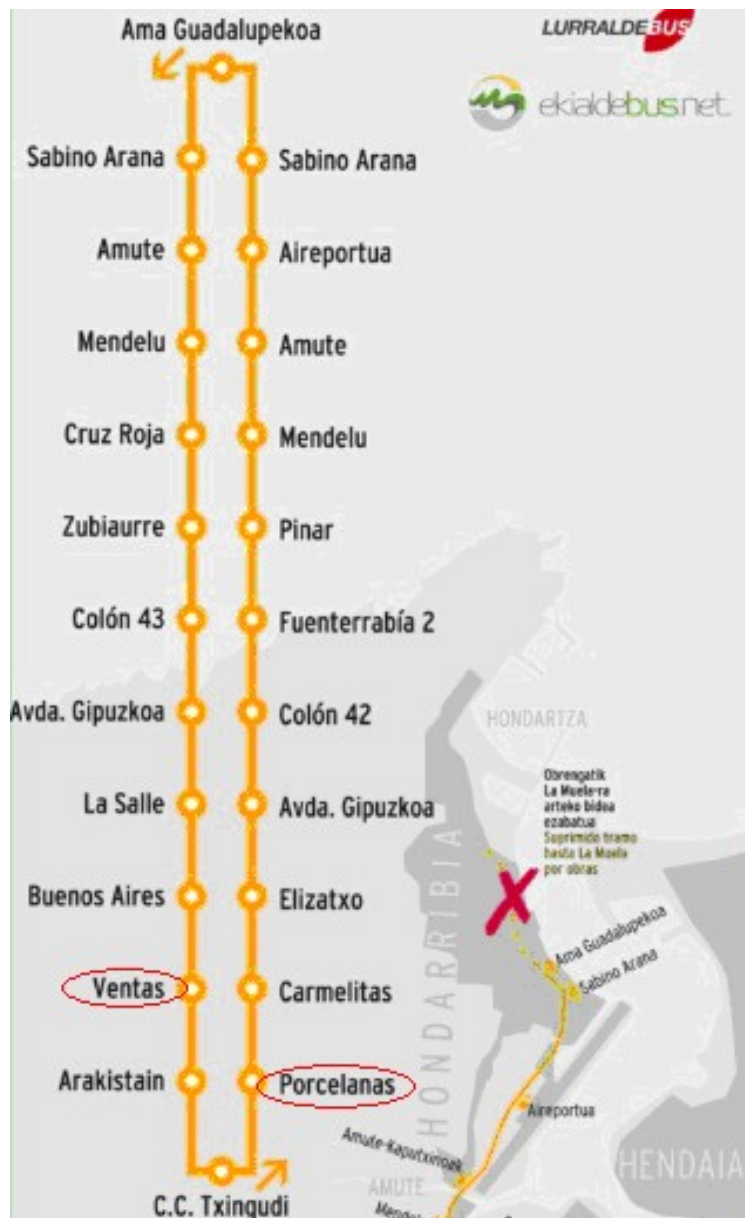 Ama Guadalupekoa
LURRALDEBUS
ekialdebus.net
Sabino Arana
Sabino Arana
Amute
Aireportua
Mendelu
Amute
Cruz Roja
Mendelu
Zubiaurre
Pinar
Colón 43
Fuenterrabía 2
Avda. Gipuzkoa
Colón 42
La Salle
Avda. Gipuzkoa
Buenos Aires
Elizatxo
Ventas
Carmelitas
Arakistain
Porcelanas
C.C. Txingudi
HONDARTZA
Obrengatik
La Muela-ra
arteko bidea
ezabatua
Suprimido tramo
hasta La Muela
por obras
HONDARRIBIA
Ama Guadalupekoa
Sabino Arana
Aireportua
Amute-Kaputxinoak
HENDAIA
AMUTE